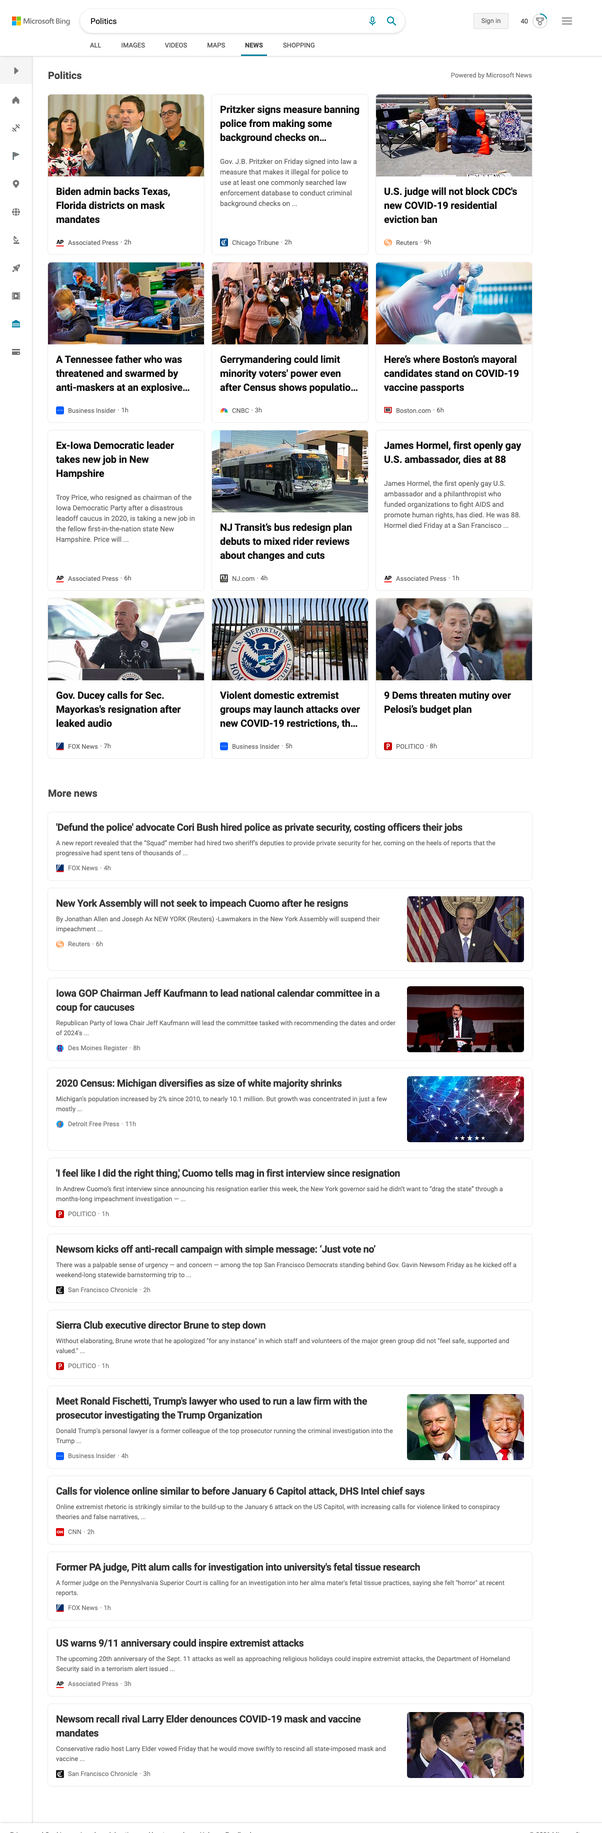 Microsoft Bing
Politics
Sign in
40
ALL
IMAGES
VIDEOS
MAPS
NEWS
SHOPPING
Politics
Powered by Microsoft News
Biden admin backs Texas,
Florida districts on mask
mandates
AP Associated Press · 2h
Pritzker signs measure banning
police from making some
background checks on...
Gov. J.B. Pritzker on Friday signed into law a
measure that makes it illegal for police to
use at least one commonly searched law
enforcement database to conduct criminal
background checks on ...
Chicago Tribune · 2h
U.S. judge will not block CDC's
new COVID-19 residential
eviction ban
Reuters · 9h
A Tennessee father who was
threatened and swarmed by
anti-maskers at an explosive...
Business Insider · 1h
Gerrymandering could limit
minority voters' power even
after Census shows populatio...
CNBC · 3h
Here's where Boston's mayoral
candidates stand on COVID-19
vaccine passports
Boston.com · 6h
Ex-Iowa Democratic leader
takes new job in New
Hampshire
Troy Price, who resigned as chairman of the
Iowa Democratic Party after a disastrous
leadoff caucus in 2020, is taking a new job in
the fellow first-in-the-nation state New
Hampshire. Price will ...
AP Associated Press · 6h
NJ Transit's bus redesign plan
debuts to mixed rider reviews
about changes and cuts
NJ.com · 4h
James Hormel, first openly gay
U.S. ambassador, dies at 88
James Hormel, the first openly gay U.S.
ambassador and a philanthropist who
funded organizations to fight AIDS and
promote human rights, has died. He was 88.
Hormel died Friday at a San Francisco ...
AP Associated Press · 1h
Gov. Ducey calls for Sec.
Mayorkas's resignation after
leaked audio
FOX News · 7h
Violent domestic extremist
groups may launch attacks over
new COVID-19 restrictions, th...
Business Insider · 5h
9 Dems threaten mutiny over
Pelosi's budget plan
POLITICO · 8h
More news
'Defund the police' advocate Cori Bush hired police as private security, costing officers their jobs
A new report revealed that the "Squad" member had hired two sheriff's deputies to provide private security for her, coming on the heels of reports that the
progressive had spent tens of thousands of ...
FOX News · 4h
New York Assembly will not seek to impeach Cuomo after he resigns
By Jonathan Allen and Joseph Ax NEW YORK (Reuters) -Lawmakers in the New York Assembly will suspend their
impeachment ...
Reuters · 6h
Iowa GOP Chairman Jeff Kaufmann to lead national calendar committee in a
coup for caucuses
Republican Party of Iowa Chair Jeff Kaufmann will lead the committee tasked with recommending the dates and order
of 2024's ...
Des Moines Register · 8h
2020 Census: Michigan diversifies as size of white majority shrinks
Michigan's population increased by 2% since 2010, to nearly 10.1 million. But growth was concentrated in just a few
mostly ...
Detroit Free Press · 11h
'I feel like I did the right thing,' Cuomo tells mag in first interview since resignation
In Andrew Cuomo's first interview since announcing his resignation earlier this week, the New York governor said he didn't want to "drag the state" through a
months-long impeachment investigation — ...
POLITICO · 1h
Newsom kicks off anti-recall campaign with simple message: 'Just vote no'
There was a palpable sense of urgency — and concern — among the top San Francisco Democrats standing behind Gov. Gavin Newsom Friday as he kicked off a
weekend-long statewide barnstorming trip to ...
San Francisco Chronicle · 2h
Sierra Club executive director Brune to step down
Without elaborating, Brune wrote that he apologized "for any instance" in which staff and volunteers of the major green group did not "feel safe, supported and
valued." ...
POLITICO · 1h
Meet Ronald Fischetti, Trump's lawyer who used to run a law firm with the
prosecutor investigating the Trump Organization
Donald Trump's personal lawyer is a former colleague of the top prosecutor running the criminal investigation into the
Trump ...
Business Insider · 4h
Calls for violence online similar to before January 6 Capitol attack, DHS Intel chief says
Online extremist rhetoric is strikingly similar to the build-up to the January 6 attack on the US Capitol, with increasing calls for violence linked to conspiracy
theories and false narratives, ...
CNN · 2h
Former PA judge, Pitt alum calls for investigation into university's fetal tissue research
A former judge on the Pennsylvania Superior Court is calling for an investigation into her alma mater's fetal tissue practices, saying she felt "horror" at recent
reports.
FOX News · 1h
US warns 9/11 anniversary could inspire extremist attacks
The upcoming 20th anniversary of the Sept. 11 attacks as well as approaching religious holidays could inspire extremist attacks, the Department of Homeland
Security said in a terrorism alert issued ...
AP Associated Press · 3h
Newsom recall rival Larry Elder denounces COVID-19 mask and vaccine
mandates
Conservative radio host Larry Elder vowed Friday that he would move swiftly to rescind all state-imposed mask and
vaccine ...
San Francisco Chronicle · 3h